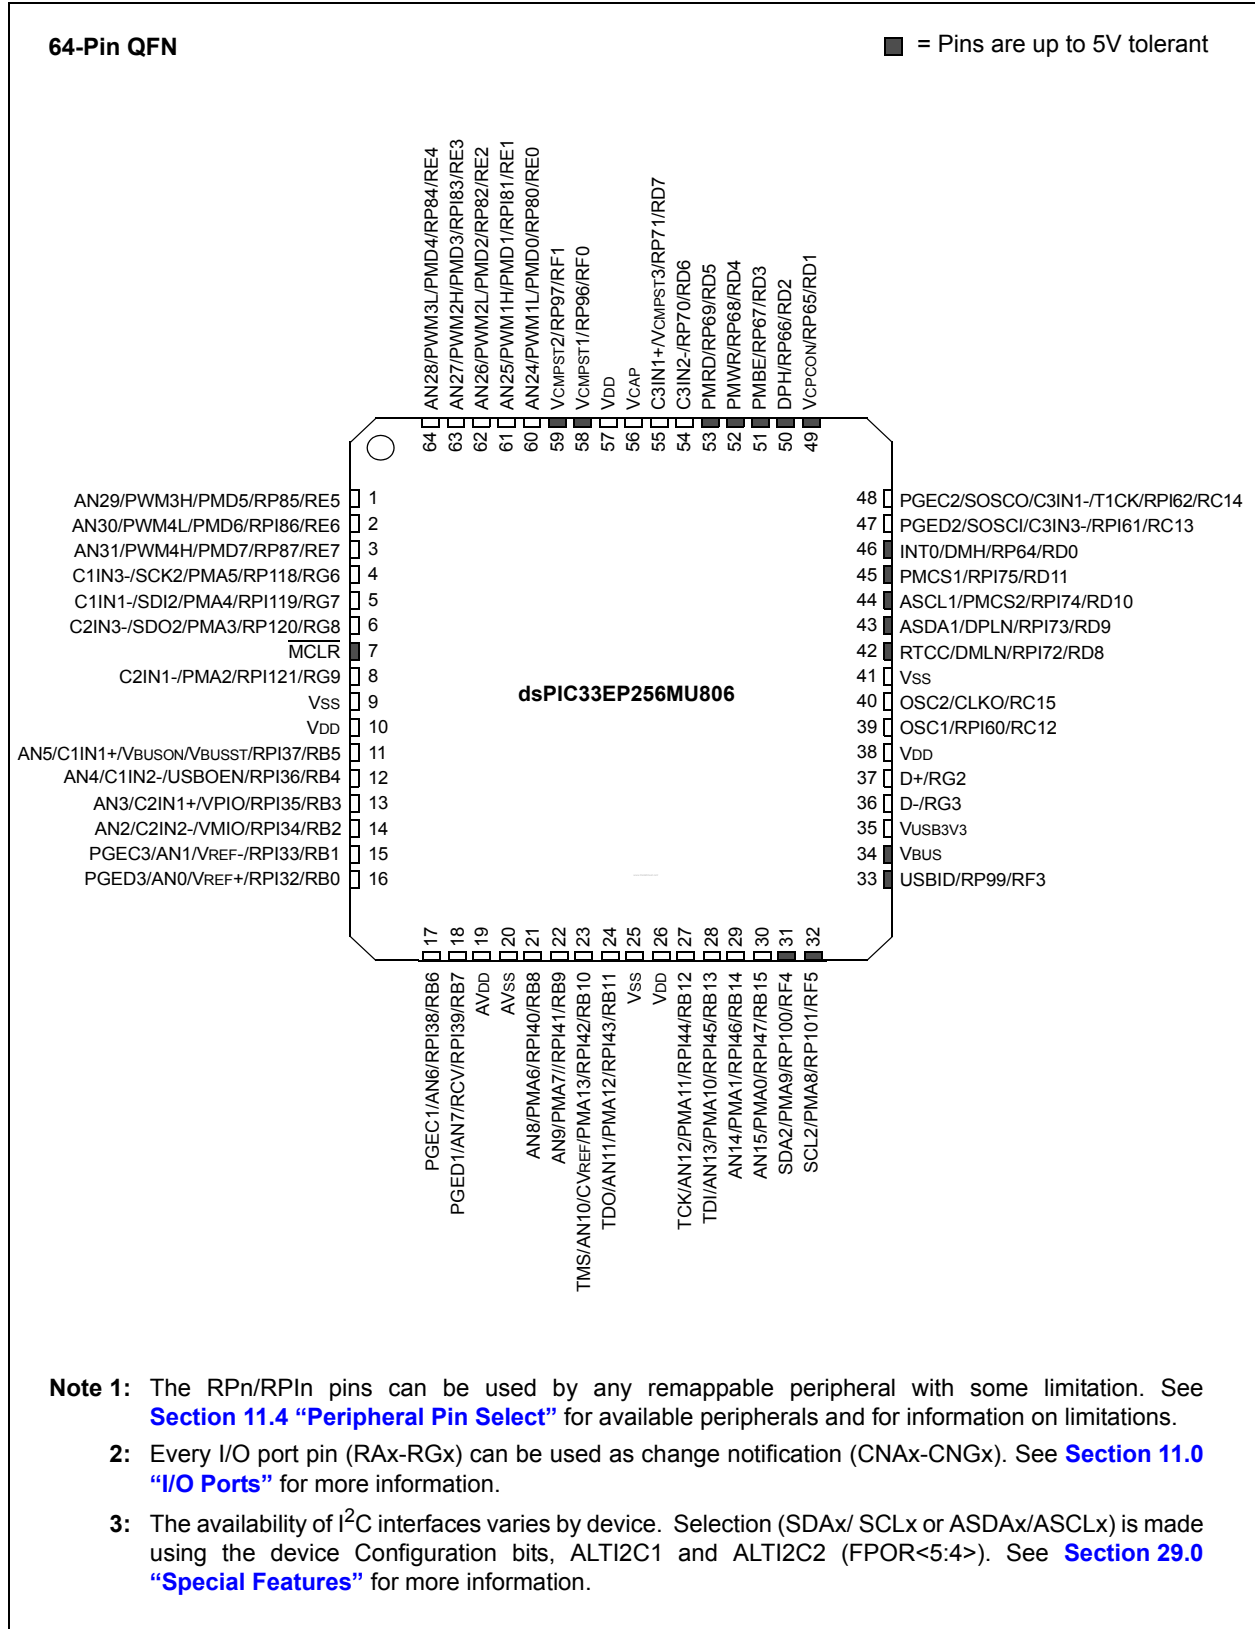 64-Pin QFN
= Pins are up to 5V tolerant
AN28/PWM3L/PMD4/RP84/RE4
AN27/PWM2H/PMD3/RPI83/RE3
AN26/PWM2L/PMD2/RP82/RE2
AN25/PWM1H/PMD1/RPI81/RE1
AN24/PWM1L/PMD0/RP80/RE0
VCMPST2/RP97/RF1
VCMPST1/RP96/RF0
VDD
VCAP
C3IN1+/VCMPST3/RP71/RD7
C3IN2-/RP70/RD6
PMRD/RP69/RD5
PMWR/RP68/RD4
PMBE/RP67/RD3
DPH/RP66/RD2
VCPCON/RP65/RD1
64 63 62 61 60 59 58 57 56 55 54 53 52 51 50 49
AN29/PWM3H/PMD5/RP85/RE5 1
AN30/PWM4L/PMD6/RPI86/RE6 2
AN31/PWM4H/PMD7/RP87/RE7 3
C1IN3-/SCK2/PMA5/RP118/RG6 4
C1IN1-/SDI2/PMA4/RPI119/RG7 5
C2IN3-/SDO2/PMA3/RP120/RG8 6
MCLR 7
C2IN1-/PMA2/RPI121/RG9 8
VSS 9
VDD 10
AN5/C1IN1+/VBUSON/VBUSST/RPI37/RB5 11
AN4/C1IN2-/USBOEN/RPI36/RB4 12
AN3/C2IN1+/VPIO/RPI35/RB3 13
AN2/C2IN2-/VMIO/RPI34/RB2 14
PGEC3/AN1/VREF-/RPI33/RB1 15
PGED3/AN0/VREF+/RPI32/RB0 16
dsPIC33EP256MU806
48 PGEC2/SOSCO/C3IN1-/T1CK/RPI62/RC14
47 PGED2/SOSCI/C3IN3-/RPI61/RC13
46 INT0/DMH/RP64/RD0
45 PMCS1/RPI75/RD11
44 ASCL1/PMCS2/RPI74/RD10
43 ASDA1/DPLN/RPI73/RD9
42 RTCC/DMLN/RPI72/RD8
41 VSS
40 OSC2/CLKO/RC15
39 OSC1/RPI60/RC12
38 VDD
37 D+/RG2
36 D-/RG3
35 VUSB3V3
34 VBUS
33 USBID/RP99/RF3
17 18 19 20 21 22 23 24 25 26 27 28 29 30 31 32
PGEC1/AN6/RPI38/RB6
PGED1/AN7/RCV/RPI39/RB7
AVDD
AVSS
AN8/PMA6/RPI40/RB8
AN9/PMA7//RPI41/RB9
TMS/AN10/CVREF/PMA13/RPI42/RB10
TDO/AN11/PMA12/RPI43/RB11
VSS
VDD
TCK/AN12/PMA11/RPI44/RB12
TDI/AN13/PMA10/RPI45/RB13
AN14/PMA1/RPI46/RB14
AN15/PMA0/RPI47/RB15
SDA2/PMA9/RP100/RF4
SCL2/PMA8/RP101/RF5
Note 1: The RPn/RPIn pins can be used by any remappable peripheral with some limitation. See
Section 11.4 “Peripheral Pin Select” for available peripherals and for information on limitations.
2: Every I/O port pin (RAx-RGx) can be used as change notification (CNAx-CNGx). See Section 11.0
“I/O Ports” for more information.
3: The availability of I2C interfaces varies by device. Selection (SDAx/ SCLx or ASDAx/ASCLx) is made
using the device Configuration bits, ALTI2C1 and ALTI2C2 (FPOR<5:4>). See Section 29.0
“Special Features” for more information.